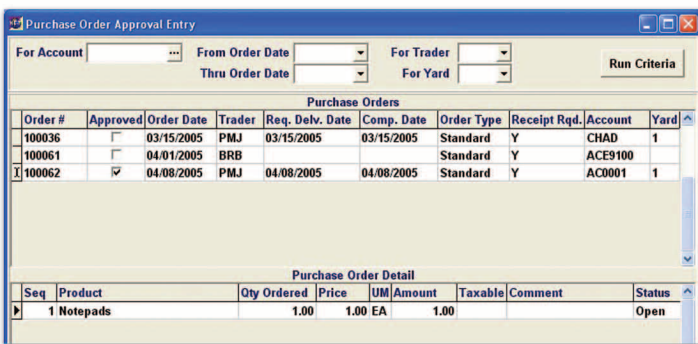 Purchase Order Approval Entry
For Account ... From Order Date For Trader
Thru Order Date For Yard Run Criteria
Purchase Orders
Order # Approved Order Date Trader Req. Delv. Date Comp. Date Order Type Receipt Rqd. Account Yard
100036 03/15/2005 PMJ 03/15/2005 03/15/2005 Standard Y CHAD 1
100061 04/01/2005 BRB Standard Y ACE9100
100062 04/08/2005 PMJ 04/08/2005 04/08/2005 Standard Y AC0001 1
Purchase Order Detail
Seq Product Qty Ordered Price UM Amount Taxable Comment Status
1 Notepads 1.00 1.00 EA 1.00 Open